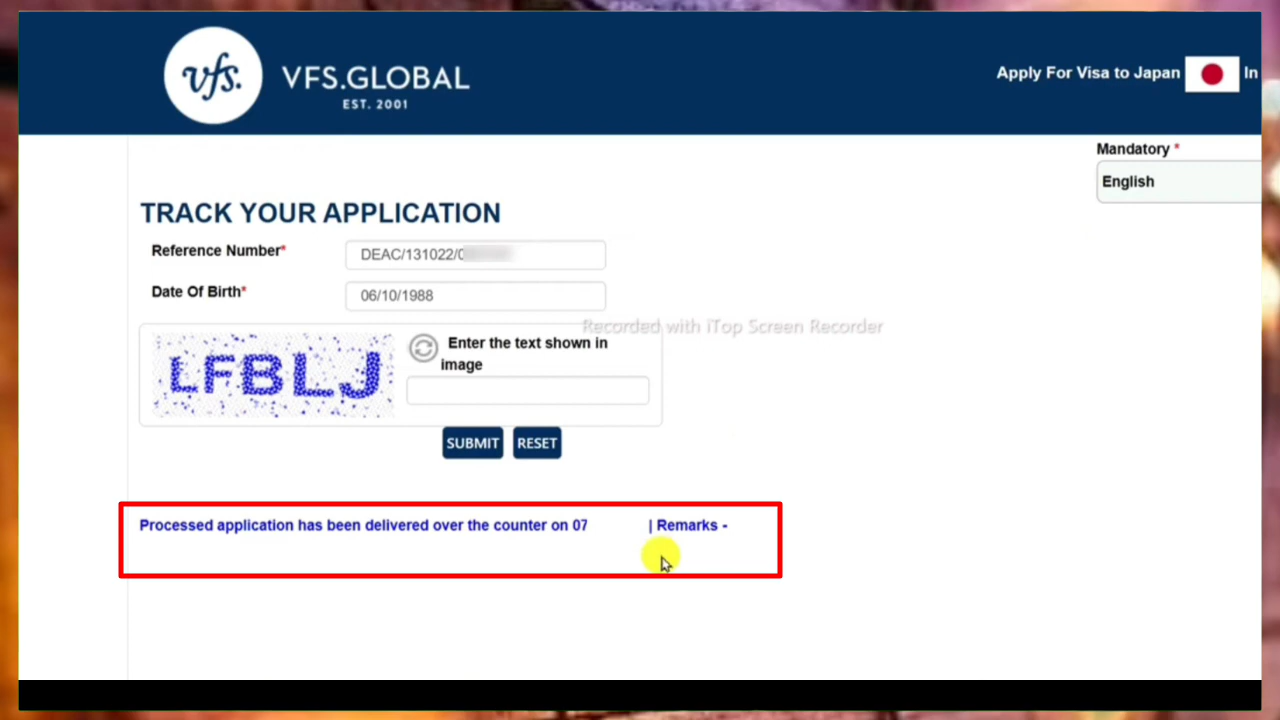 vfs.
VFS.GLOBAL
EST. 2001
Apply For Visa to Japan In
Mandatory *
English
TRACK YOUR APPLICATION
Reference Number*
DEAC/131022/
Date Of Birth*
06/10/1988
Recorded with iTop Screen Recorder
LFBLJ
Enter the text shown in
image
SUBMIT RESET
Processed application has been delivered over the counter on 07 | Remarks -